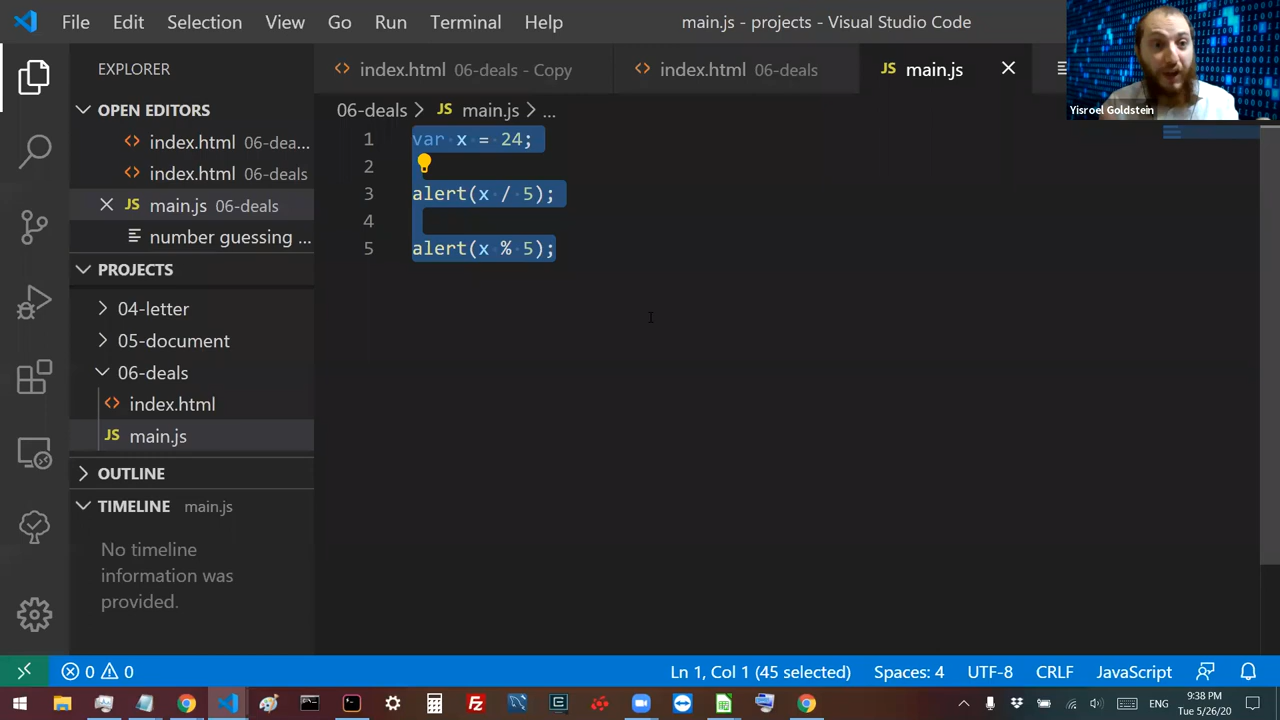 File Edit Selection View Go Run Terminal Help main.js - projects - Visual Studio Code
Yisroel Goldstein
EXPLORER
OPEN EDITORS
index.html 06-dea...
index.html 06-deals
JS main.js 06-deals
number guessing ...
PROJECTS
04-letter
05-document
06-deals
index.html
JS main.js
OUTLINE
TIMELINE main.js
No timeline
information was
provided.
index.html 06-deals - Copy index.html 06-deals JS main.js
06-deals > JS main.js > ...
1 var x = 24;
2
3 alert(x / 5);
4
5 alert(x % 5);
0 0 Ln 1, Col 1 (45 selected) Spaces: 4 UTF-8 CRLF JavaScript
ENG 9:38 PM
Tue 5/26/20